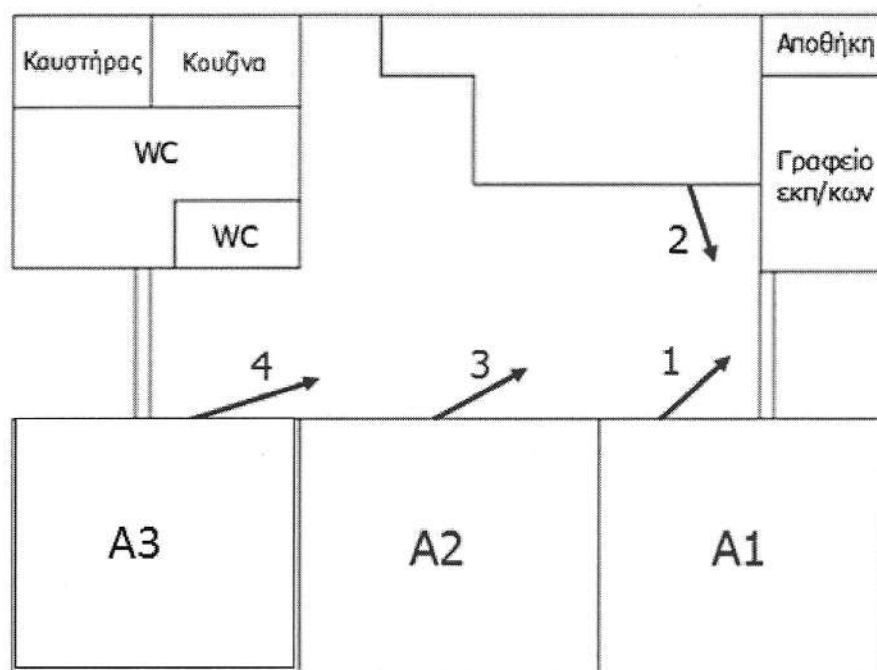 Καυστήρας
Κουζίνα
Αποθήκη
WC
Γραφείο
εκπ/κων
WC
2
4
3
1
A3
A2
A1